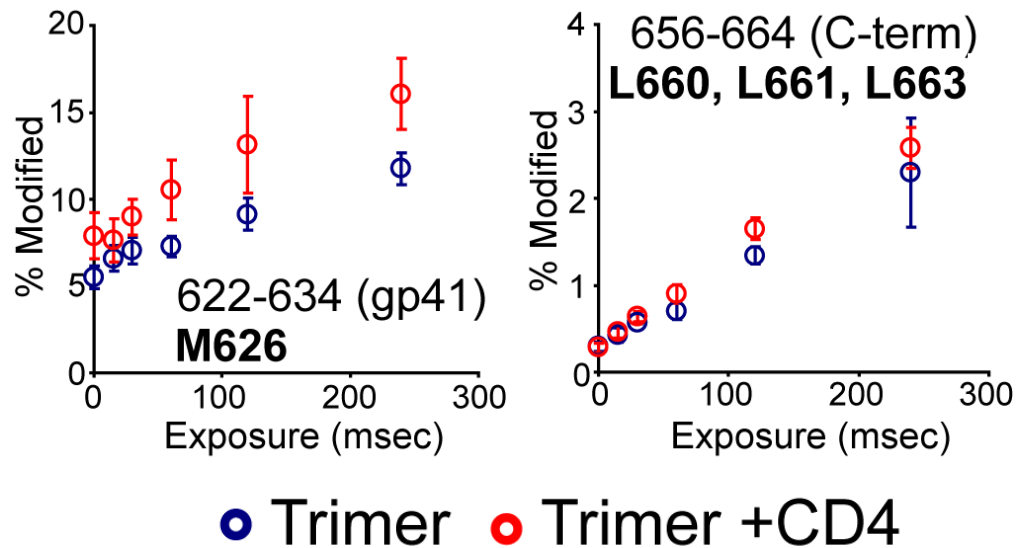 20
15
10
5
0
% Modified
622-634 (gp41)
M626
0 100 200 300
Exposure (msec)
4
3
2
1
0
% Modified
656-664 (C-term)
L660, L661, L663
0 100 200 300
Exposure (msec)
Trimer Trimer +CD4